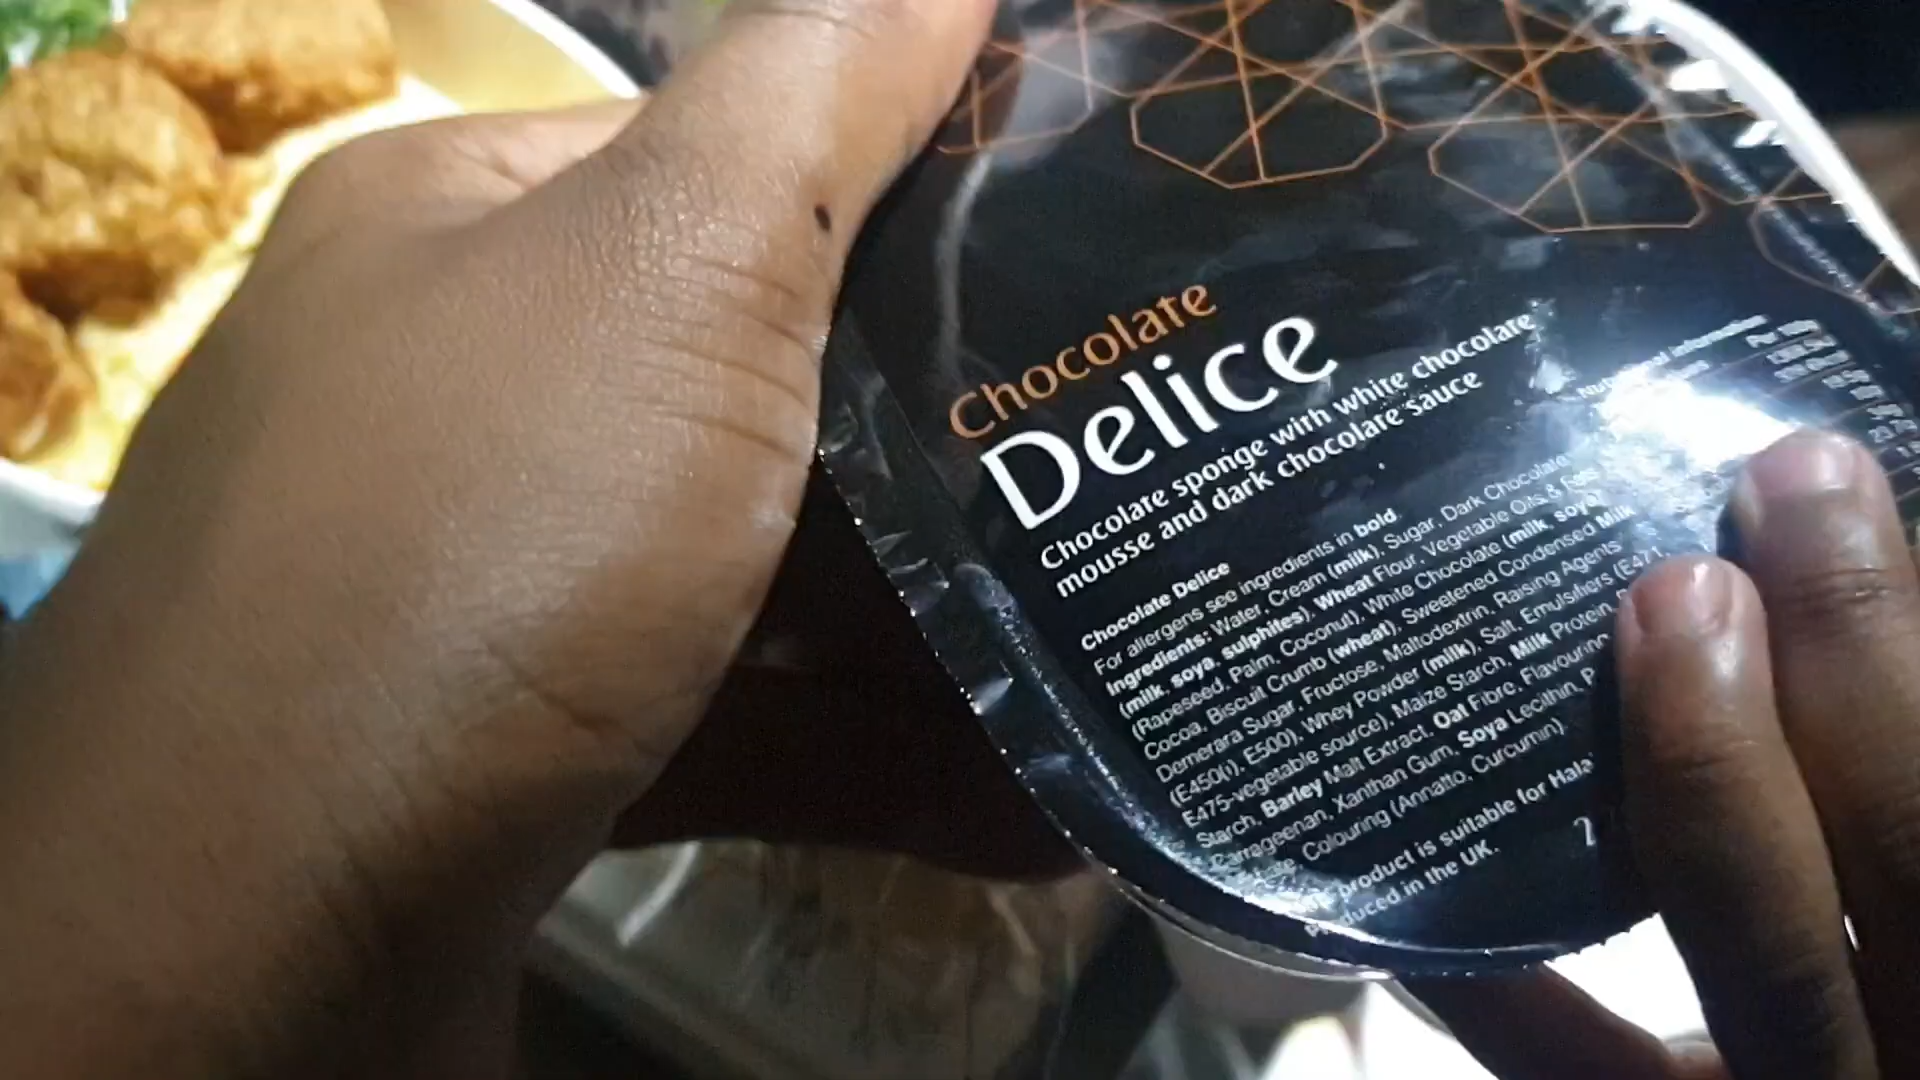 Chocolate
Delice
Chocolate sponge with white chocolate
mousse and dark chocolate sauce
Chocolate Delice
For allergens see ingredients in bold
Ingredients: Water, Cream (milk), Sugar, Dark Chocolate
(milk, soya, sulphites), Wheat Flour, Vegetable Oils & Fats
(Rapeseed, Palm, Coconut), White Chocolate (milk, soya),
Cocoa, Biscuit Crumb (wheat), Sweetened Condensed Milk
Demerara Sugar, Fructose, Maltodextrin, Raising Agents
(E450(i), E500), Whey Powder (milk), Salt, Emulsifiers (E471,
E475-vegetable source), Maize Starch, Milk Protein,
Starch, Barley Malt Extract, Oat Fibre, Flavouring
Carrageenan, Xanthan Gum, Soya Lecithin, P
Colouring (Annatto, Curcumin).
product is suitable for Hala
Produced in the UK.
2